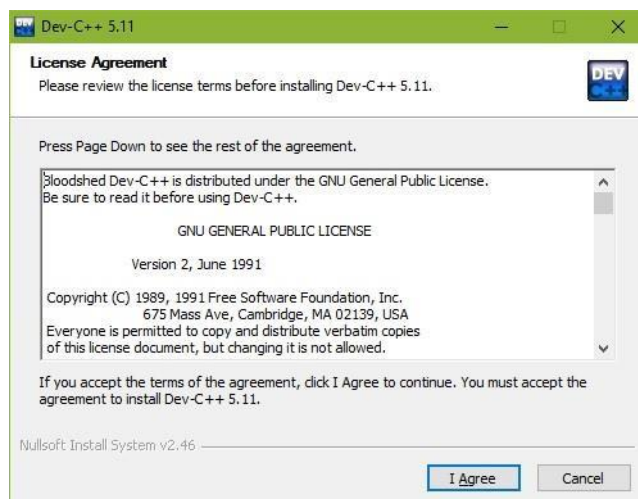 Dev-C++ 5.11
License Agreement
Please review the license terms before installing Dev-C++ 5.11.
DEV
C++
Press Page Down to see the rest of the agreement.
Bloodshed Dev-C++ is distributed under the GNU General Public License.
Be sure to read it before using Dev-C++.
GNU GENERAL PUBLIC LICENSE
Version 2, June 1991
Copyright (C) 1989, 1991 Free Software Foundation, Inc.
675 Mass Ave, Cambridge, MA 02139, USA
Everyone is permitted to copy and distribute verbatim copies
of this license document, but changing it is not allowed.
If you accept the terms of the agreement, click I Agree to continue. You must accept the
agreement to install Dev-C++ 5.11.
Nullsoft Install System v2.46
I Agree
Cancel